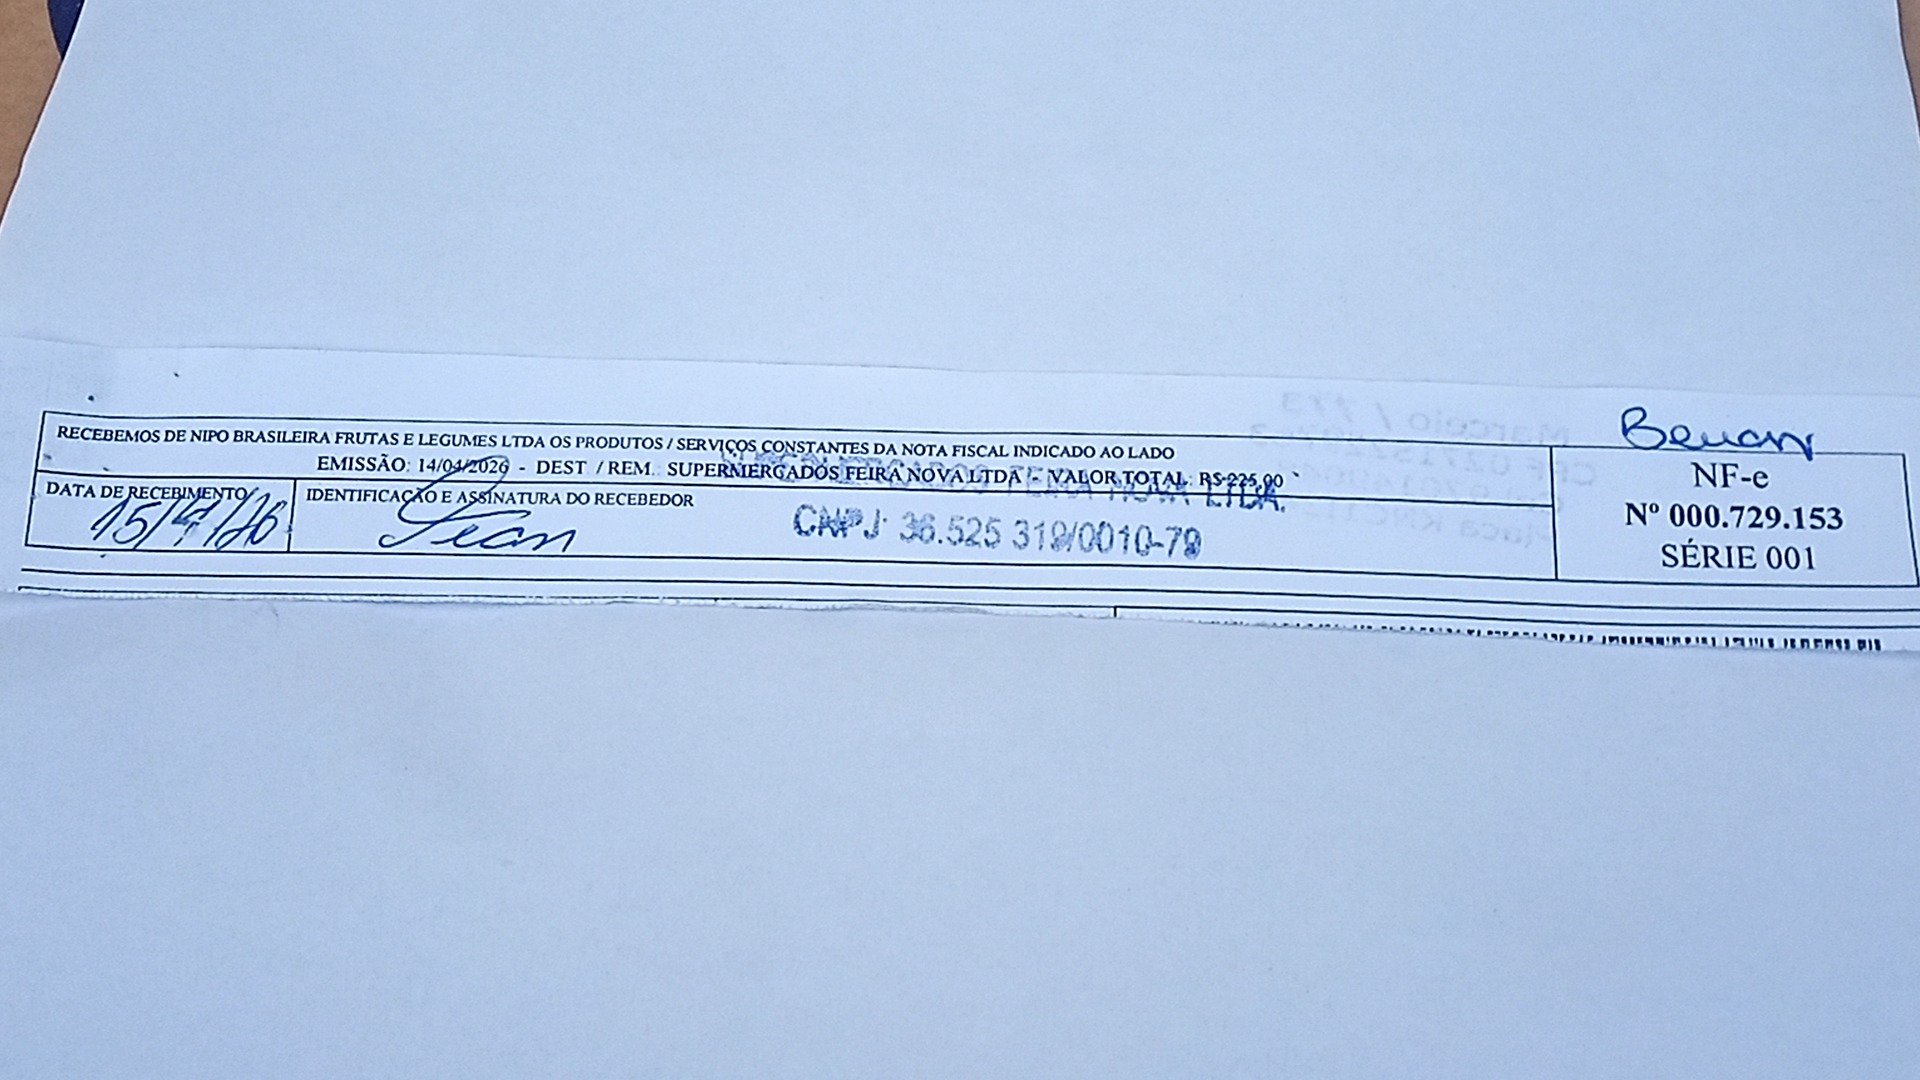 RECEBEMOS DE NIPO BRASILEIRA FRUTAS E LEGUMES LTDA OS PRODUTOS / SERVIÇOS CONSTANTES DA NOTA FISCAL INDICADO AO LADO
EMISSÃO: 14/04/2026 - DEST / REM.: SUPERMERCADOS FEIRA NOVA LTDA - VALOR TOTAL: R$ 225,00
DATA DE RECEBIMENTO
15/4/26
IDENTIFICAÇÃO E ASSINATURA DO RECEBEDOR
NOVA LTDA.
CNPJ: 36.525 319/0010-79
NF-e
Nº 000.729.153
SÉRIE 001